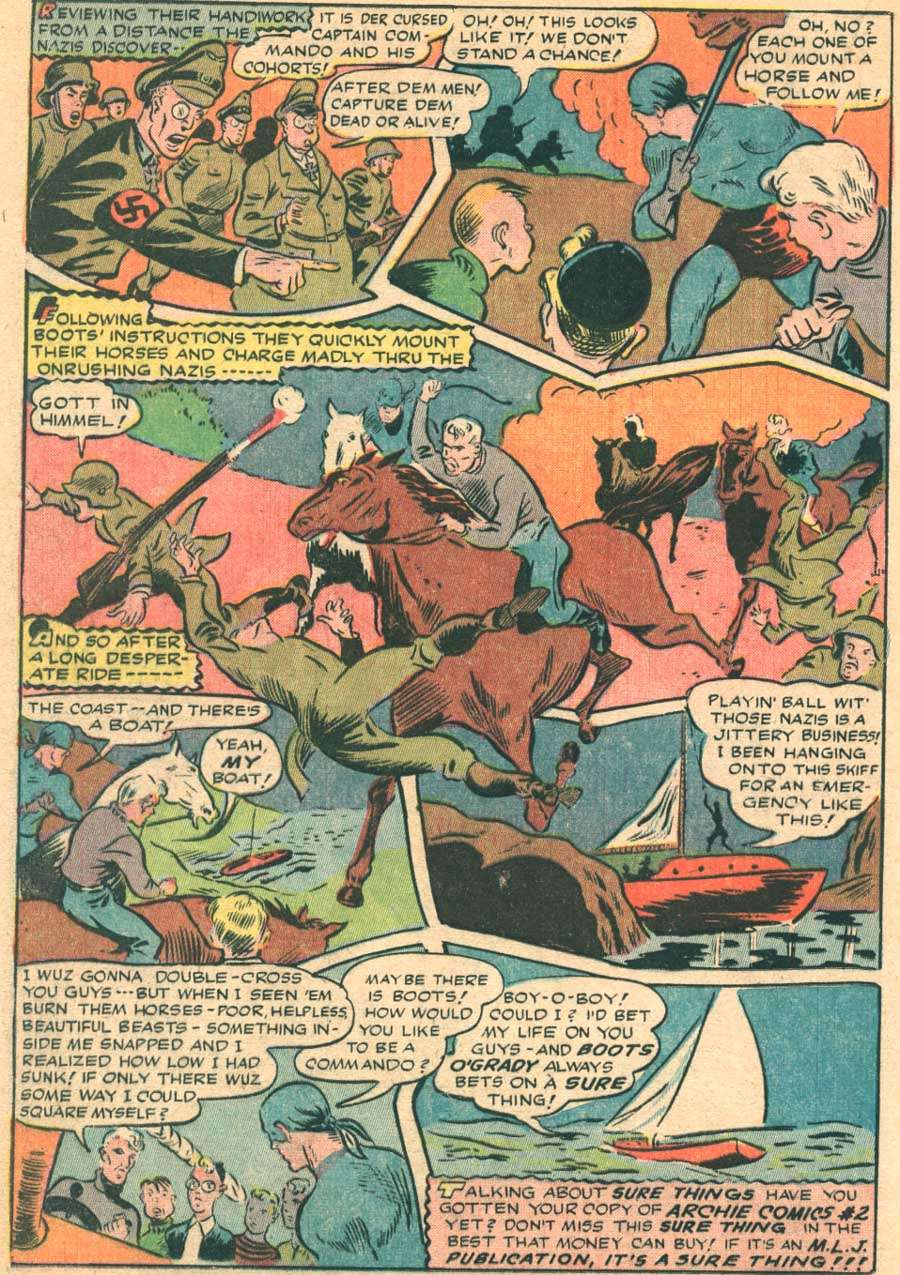 REVIEWING THEIR HANDIWORK
FROM A DISTANCE THE
NAZIS DISCOVER--
IT IS DER CURSED
CAPTAIN COM-
MANDO AND HIS
COHORTS!
AFTER DEM MEN!
CAPTURE DEM
DEAD OR ALIVE!
OH! OH! THIS LOOKS
LIKE IT! WE DON'T
STAND A CHANCE!
OH, NO?
EACH ONE OF
YOU MOUNT A
HORSE AND
FOLLOW ME!
FOLLOWING
BOOTS' INSTRUCTIONS THEY QUICKLY MOUNT
THEIR HORSES AND CHARGE MADLY THRU THE
ONRUSHING NAZIS ------
GOTT IN
HIMMEL!
AND SO AFTER
A LONG DESPER-
ATE RIDE -----
THE COAST--AND THERE'S
A BOAT!
YEAH,
MY
BOAT!
PLAYIN' BALL WIT'
THOSE NAZIS IS A
JITTERY BUSINESS!
I BEEN HANGING
ONTO THIS SKIFF
FOR AN EMER-
GENCY LIKE
THIS!
I WUZ GONNA DOUBLE-CROSS
YOU GUYS---BUT WHEN I SEEN 'EM
BURN THEM HORSES-POOR, HELPLESS,
BEAUTIFUL BEASTS - SOMETHING IN-
SIDE ME SNAPPED AND I
REALIZED HOW LOW I HAD
SUNK! IF ONLY THERE WUZ
SOME WAY I COULD
SQUARE MYSELF?
MAYBE THERE
IS BOOTS!
HOW WOULD
YOU LIKE
TO BE A
COMMANDO?
BOY-O-BOY!
COULD I? I'D BET
MY LIFE ON YOU
GUYS-AND BOOTS
O'GRADY ALWAYS
BETS ON A SURE
THING!
TALKING ABOUT SURE THINGS HAVE YOU
GOTTEN YOUR COPY OF ARCHIE COMICS #2
YET? DON'T MISS THIS SURE THING IN THE
BEST THAT MONEY CAN BUY! IF IT'S AN M.L.J.
PUBLICATION, IT'S A SURE THING!!!